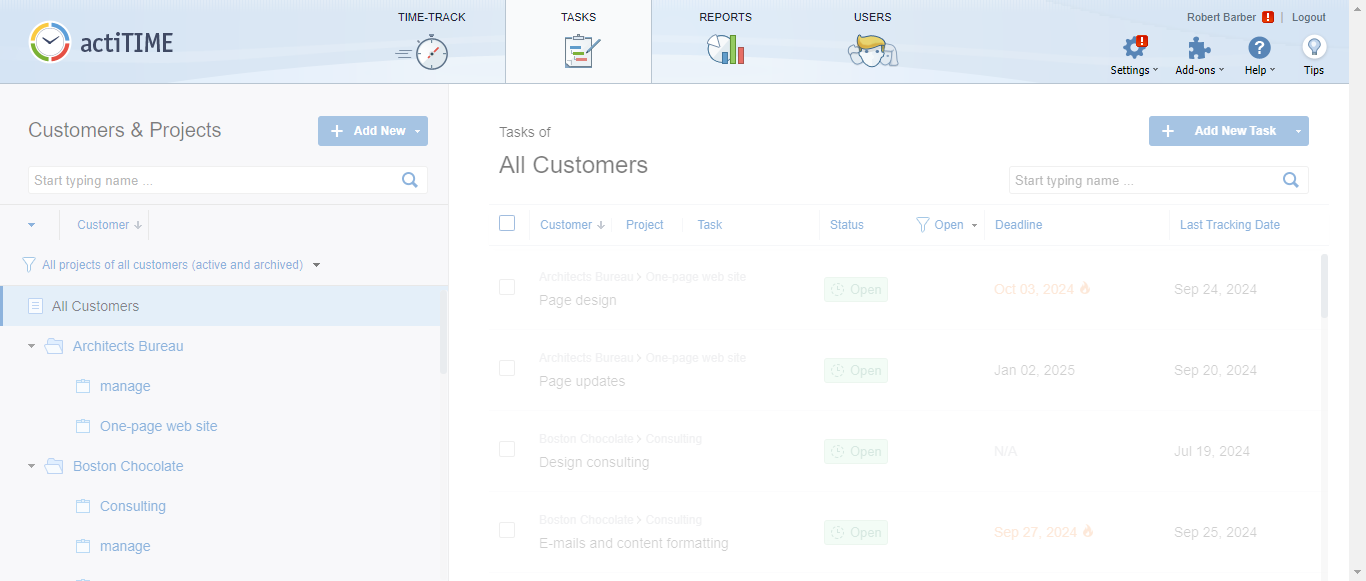 actiTIME
TIME-TRACK
TASKS
REPORTS
USERS
Robert Barber ! | Logout
Settings
Add-ons
Help
Tips
Customers & Projects
Add New
Start typing name ...
Customer
All projects of all customers (active and archived)
All Customers
Architects Bureau
manage
One-page web site
Boston Chocolate
Consulting
manage
Tasks of
All Customers
Add New Task
Start typing name ...
Customer Project Task Status Open Deadline Last Tracking Date
Architects Bureau > One-page web site
Page design Open Oct 03, 2024 Sep 24, 2024
Architects Bureau > One-page web site
Page updates Open Jan 02, 2025 Sep 20, 2024
Boston Chocolate > Consulting
Design consulting Open N/A Jul 19, 2024
Boston Chocolate > Consulting
E-mails and content formatting Open Sep 27, 2024 Sep 25, 2024